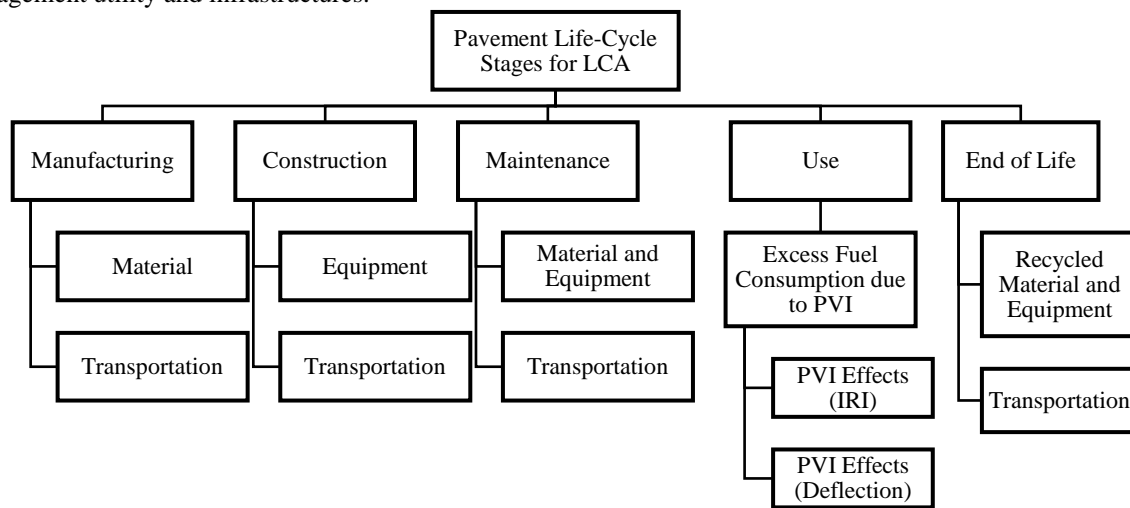 agement utility and infrastructures.
Pavement Life-Cycle
Stages for LCA
Manufacturing
Construction
Maintenance
Use
End of Life
Material
Transportation
Equipment
Transportation
Material and
Equipment
Transportation
Excess Fuel
Consumption due
to PVI
PVI Effects
(IRI)
PVI Effects
(Deflection)
Recycled
Material and
Equipment
Transportation